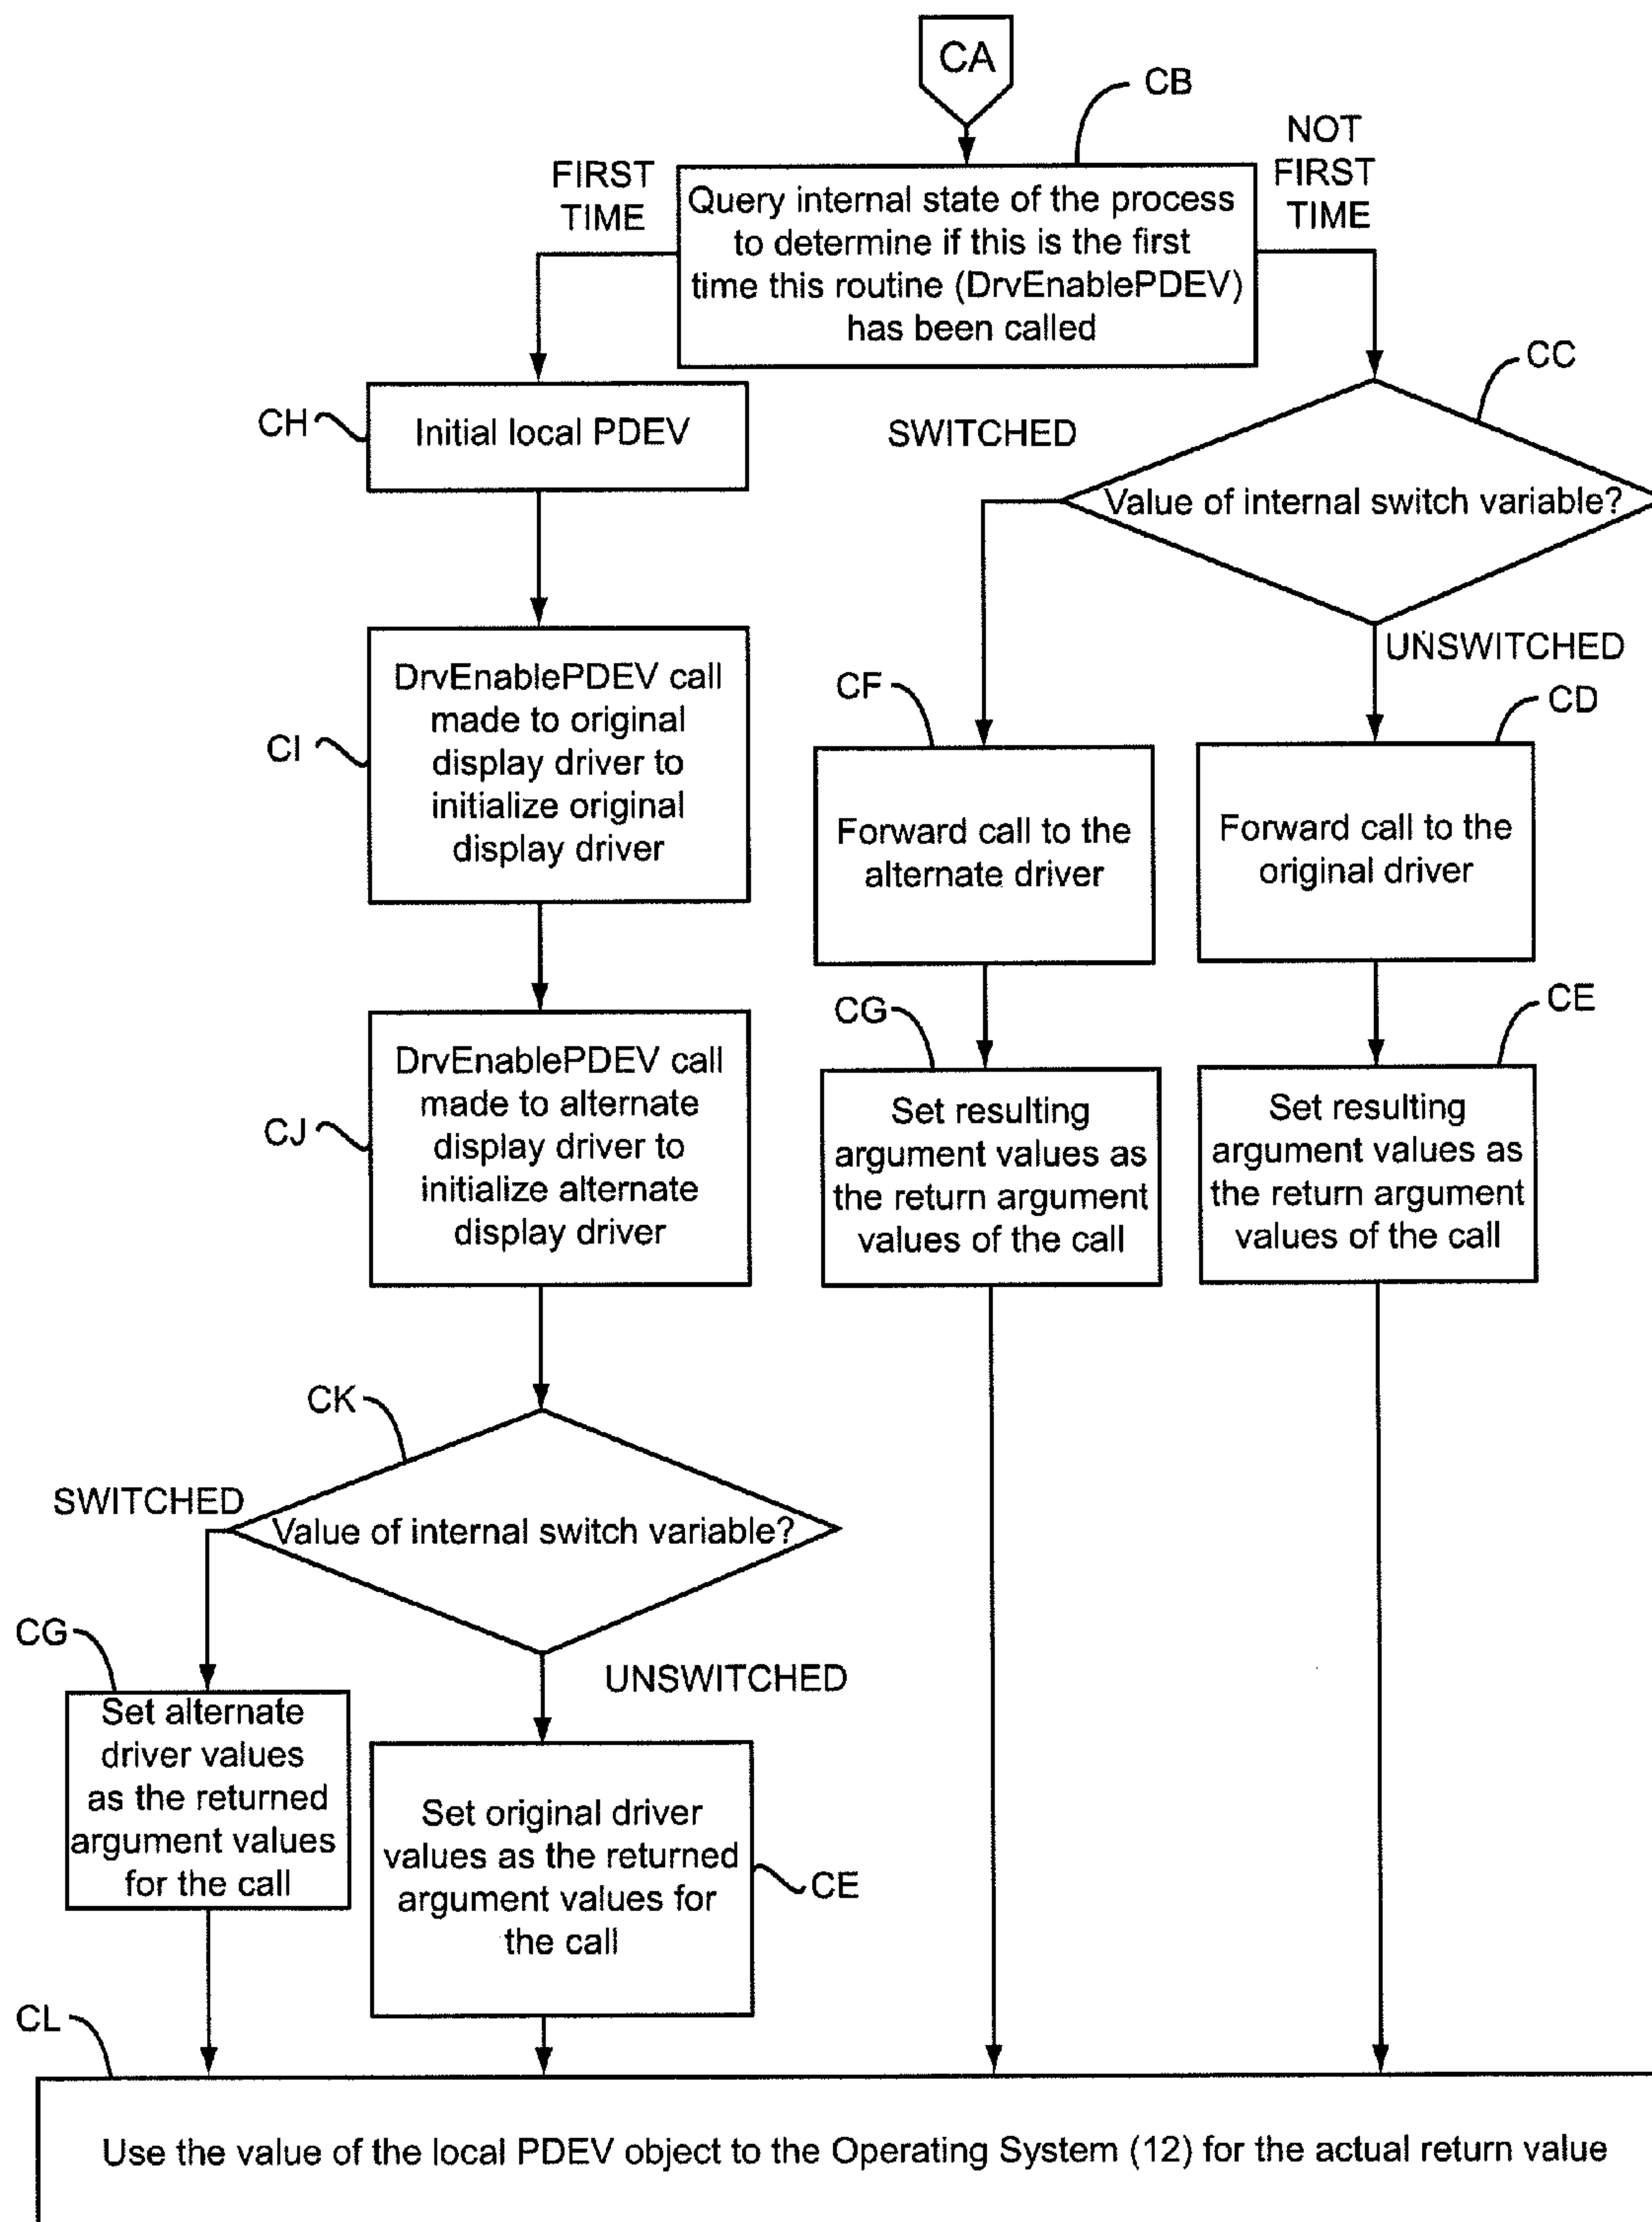 CA
CB
FIRST
TIME
NOT
FIRST
TIME
Query internal state of the process
to determine if this is the first
time this routine (DrvEnablePDEV)
has been called
CC
CH
Initial local PDEV
SWITCHED
Value of internal switch variable?
UNSWITCHED
CI
DrvEnablePDEV call
made to original
display driver to
initialize original
display driver
CF
Forward call to the
alternate driver
CD
Forward call to the
original driver
CJ
DrvEnablePDEV call
made to alternate
display driver to
initialize alternate
display driver
CG
Set resulting
argument values as
the return argument
values of the call
CE
Set resulting
argument values as
the return argument
values of the call
CK
SWITCHED
Value of internal switch variable?
UNSWITCHED
CG
Set alternate
driver values
as the returned
argument values
for the call
Set original driver
values as the returned
argument values for
the call
CE
CL
Use the value of the local PDEV object to the Operating System (12) for the actual return value